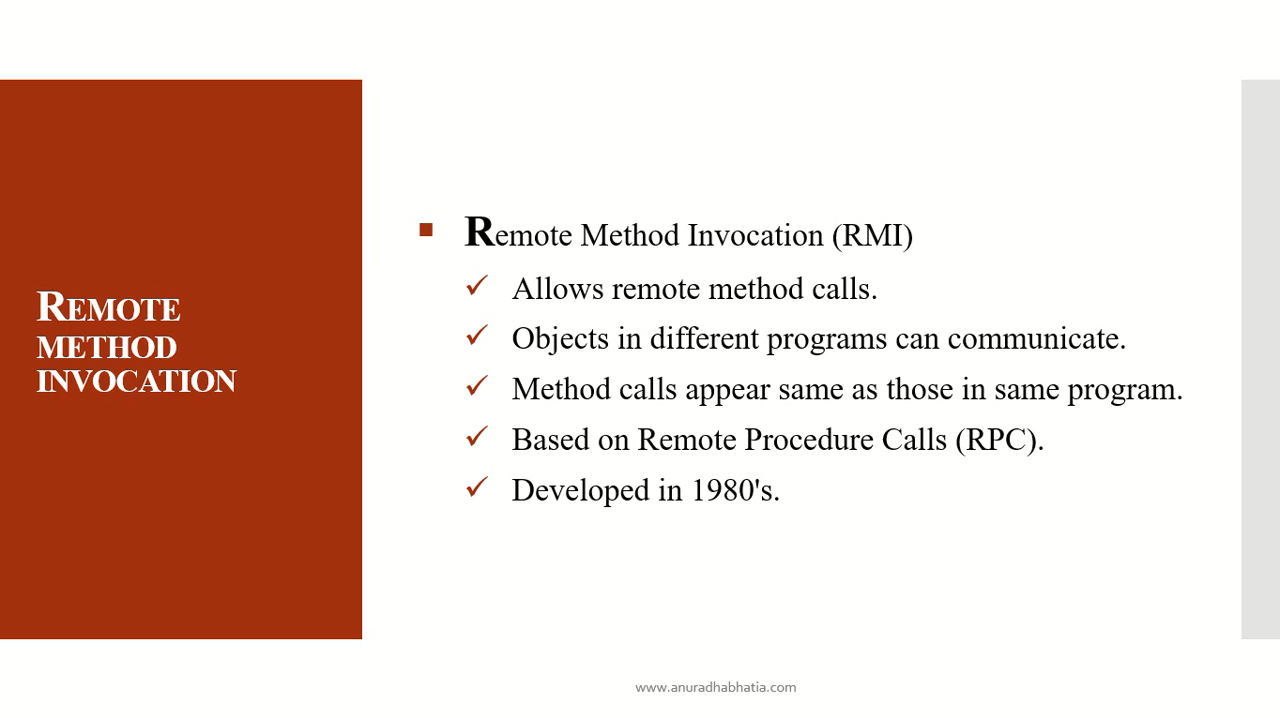 REMOTE
METHOD
INVOCATION
Remote Method Invocation (RMI)
Allows remote method calls.
Objects in different programs can communicate.
Method calls appear same as those in same program.
Based on Remote Procedure Calls (RPC).
Developed in 1980's.
www.anuradhabhatia.com